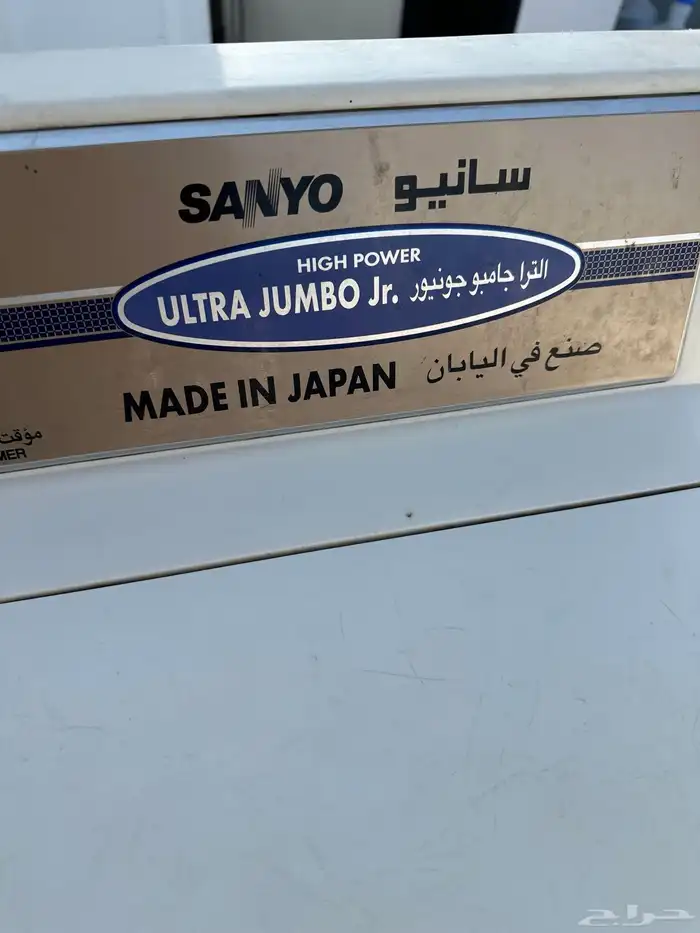 SANYO سانيو
HIGH POWER
ULTRA JUMBO Jr. الترا جامبو جونيور
MADE IN JAPAN صنع في اليابان
مؤقت
MER
حراج